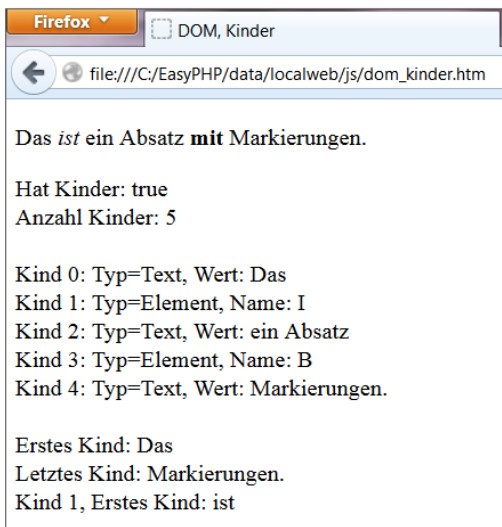 Firefox
DOM, Kinder
file:///C:/EasyPHP/data/localweb/js/dom_kinder.htm
Das ist ein Absatz mit Markierungen.
Hat Kinder: true
Anzahl Kinder: 5
Kind 0: Typ=Text, Wert: Das
Kind 1: Typ=Element, Name: I
Kind 2: Typ=Text, Wert: ein Absatz
Kind 3: Typ=Element, Name: B
Kind 4: Typ=Text, Wert: Markierungen.
Erstes Kind: Das
Letztes Kind: Markierungen.
Kind 1, Erstes Kind: ist